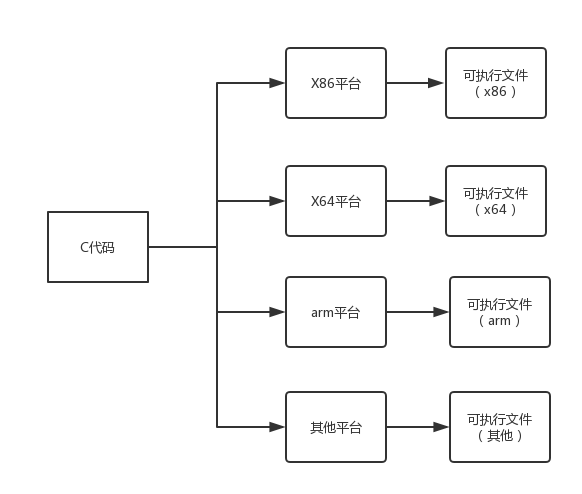 X86平台
可执行文件
（x86）
X64平台
可执行文件
（x64）
C代码
arm平台
可执行文件
（arm）
其他平台
可执行文件
（其他）